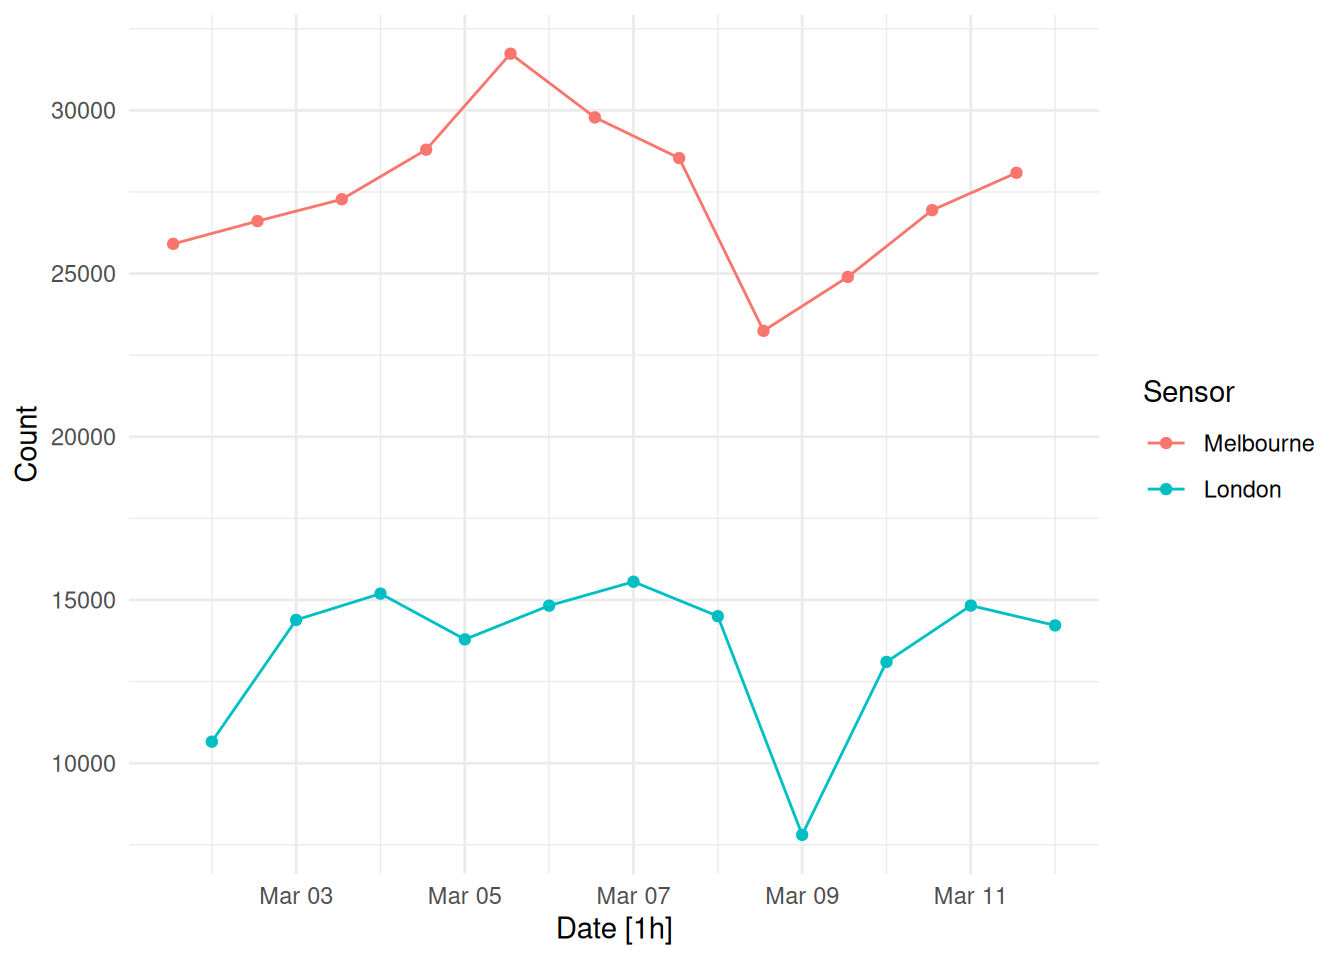 30000
25000
20000
15000
10000
Count
Mar 03
Mar 05
Mar 07
Mar 09
Mar 11
Date [1h]
Sensor
Melbourne
London